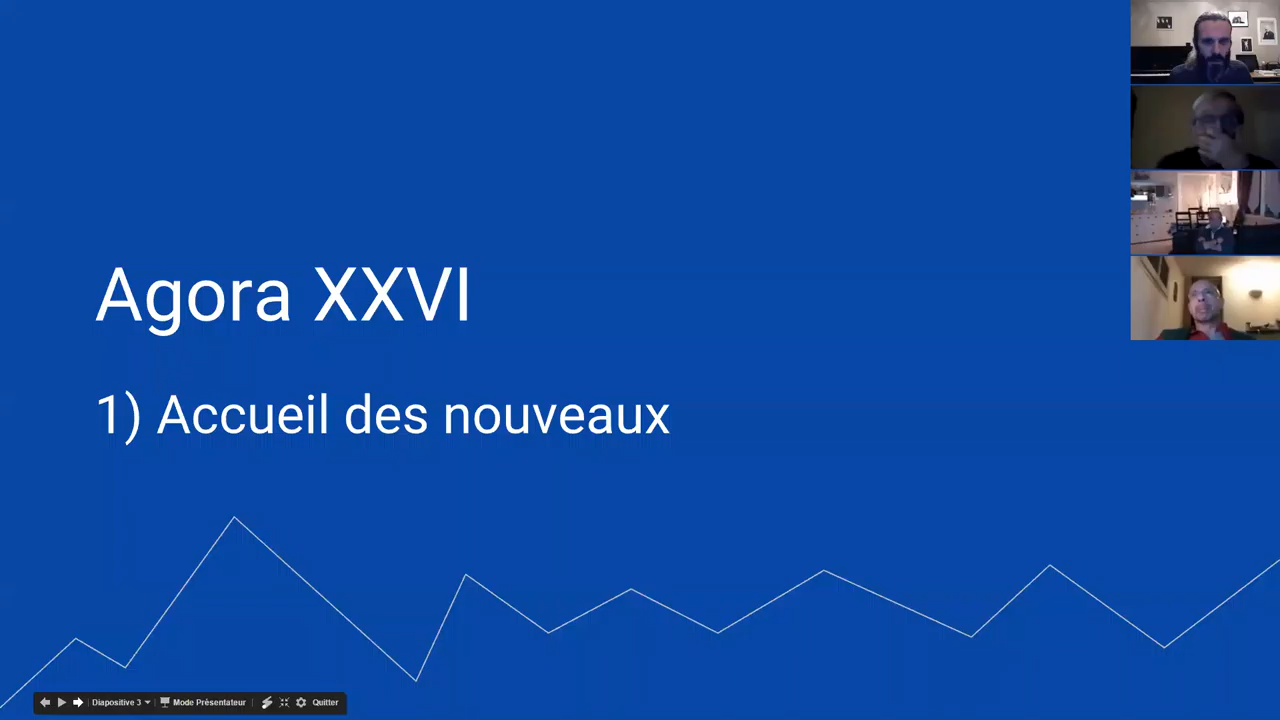 Agora XXVI
1) Accueil des nouveaux
Diapositive 3 Mode Présentateur Quitter